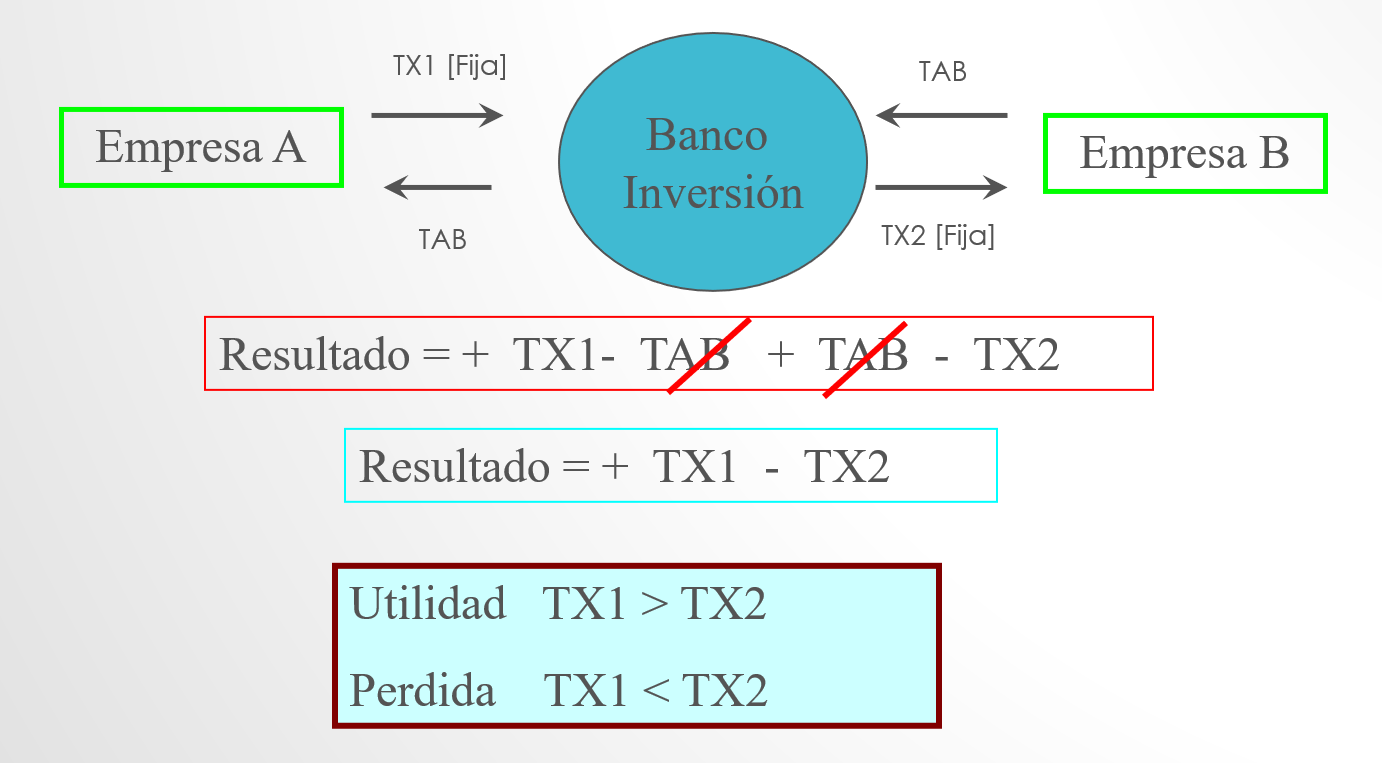 TX1 [Fija]
TAB
Empresa A
Banco
Inversión
Empresa B
TAB
TX2 [Fija]
Resultado = + TX1- TAB + TAB - TX2
Resultado = + TX1 - TX2
Utilidad TX1 > TX2
Perdida TX1 < TX2